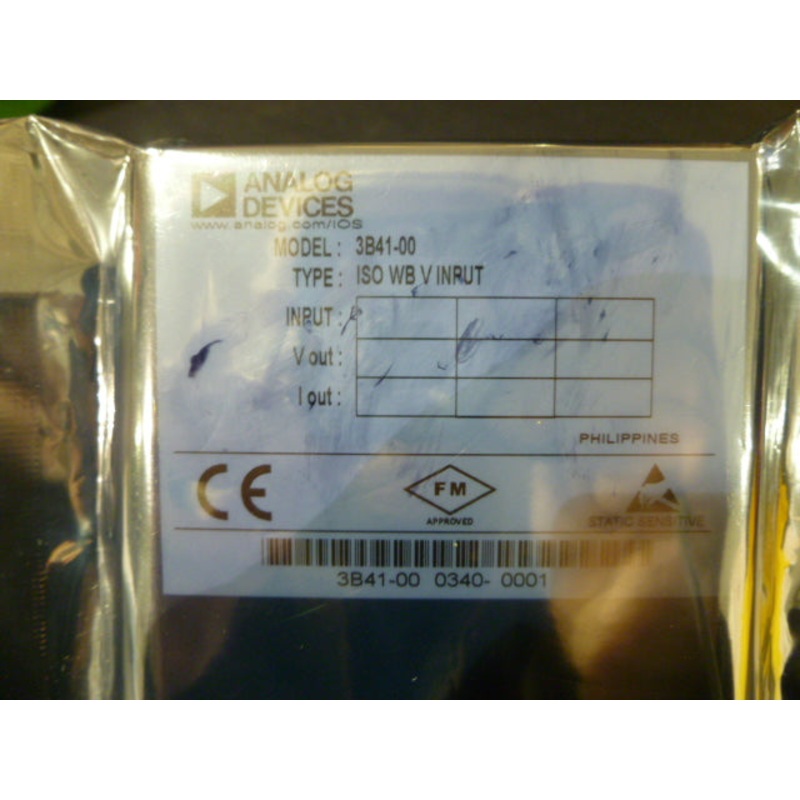 ANALOG
DEVICES
www.analog.com/IOS
MODEL: 3B41-00
TYPE: ISO WB V INPUT
INPUT:
V out:
I out:
PHILIPPINES
CE
FM
APPROVED
STATIC SENSITIVE
3B41-00 0340- 0001